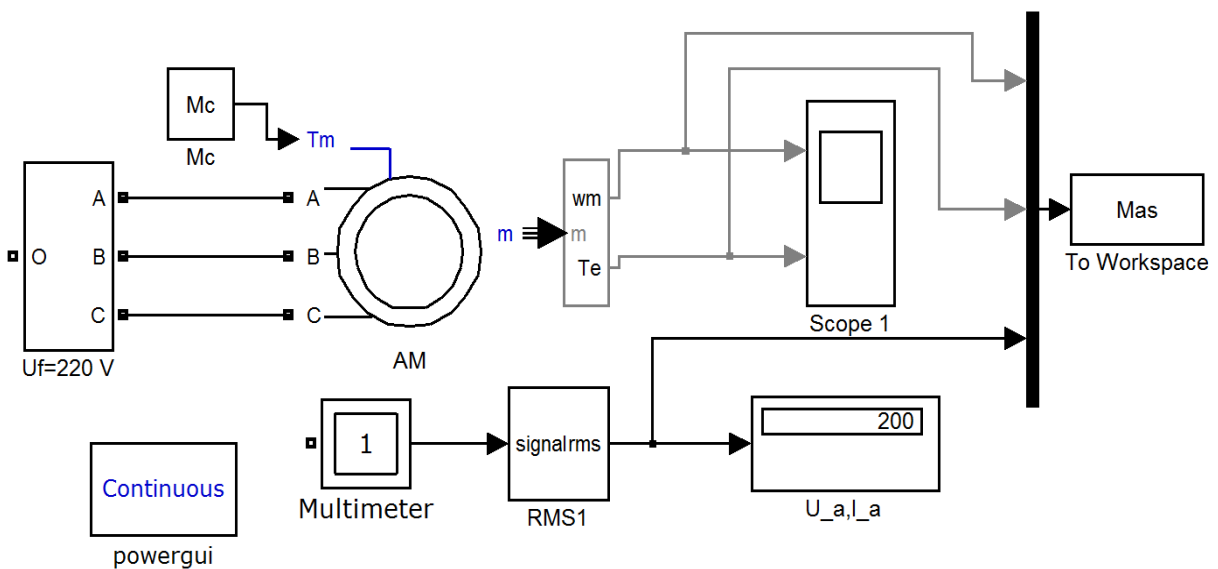 Mc
Mc
Tm
A
B
C
O
Uf=220 V
A
B
C
AM
m
wm
m
Te
Scope 1
Mas
To Workspace
Continuous
powergui
1
Multimeter
signalrms
RMS1
200
U_a,I_a